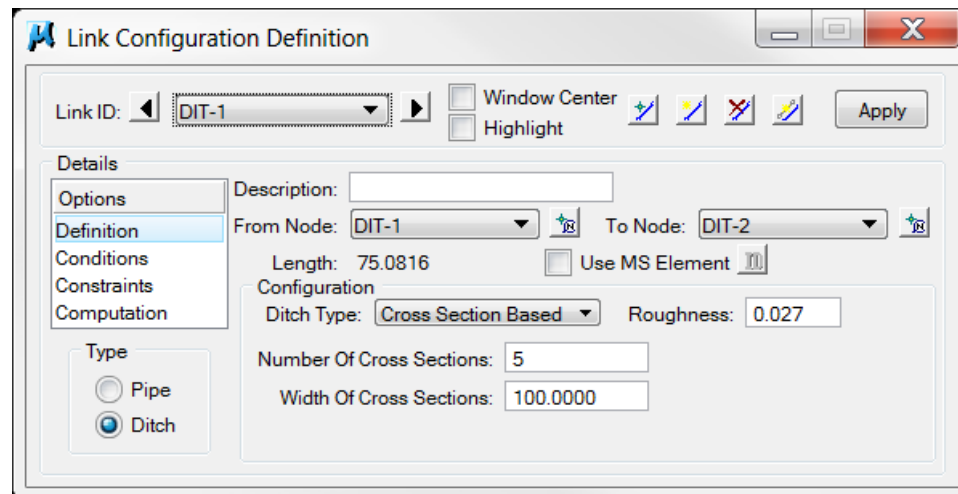 Link Configuration Definition
Link ID: DIT-1 Window Center Apply
Highlight
Details
Options
Definition
Conditions
Constraints
Computation
Description:
From Node: DIT-1 To Node: DIT-2
Length: 75.0816 Use MS Element
Configuration
Ditch Type: Cross Section Based Roughness: 0.027
Number Of Cross Sections: 5
Width Of Cross Sections: 100.0000
Type
Pipe
Ditch